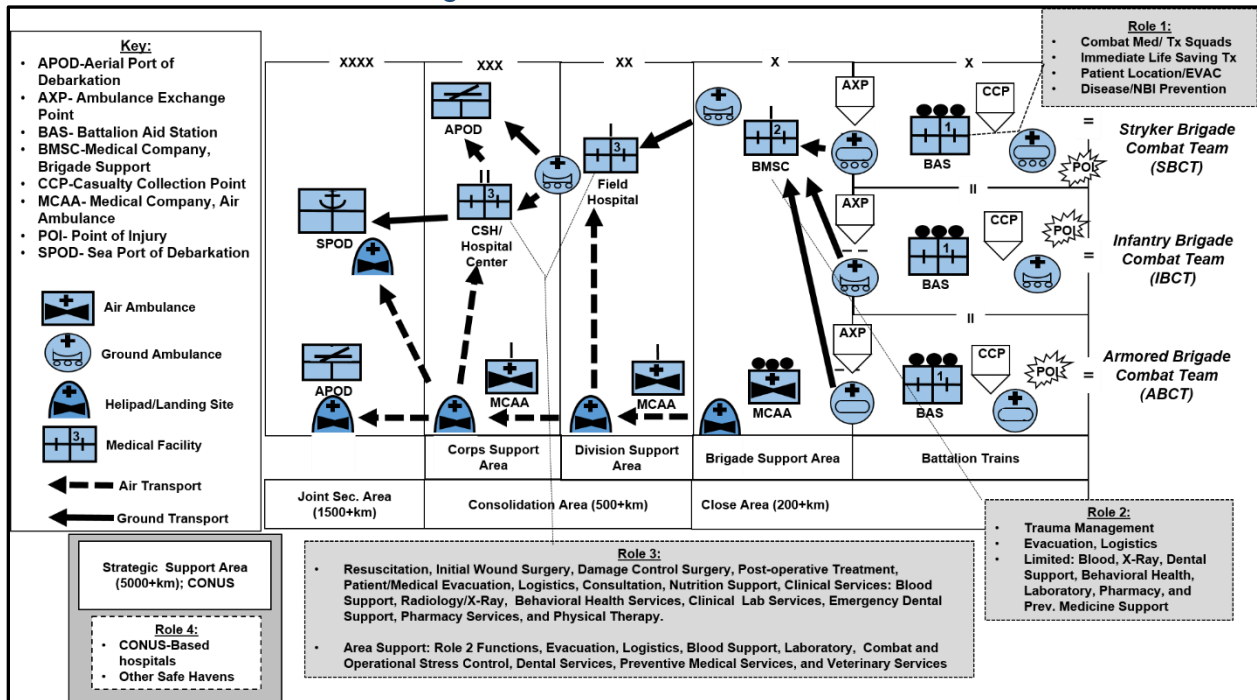 Key:
• APOD-Aerial Port of
Debarkation
• AXP- Ambulance Exchange
Point
• BAS- Battalion Aid Station
• BMSC-Medical Company,
Brigade Support
• CCP-Casualty Collection Point
• MCAA- Medical Company, Air
Ambulance
• POI- Point of Injury
• SPOD- Sea Port of Debarkation
Air Ambulance
Ground Ambulance
Helipad/Landing Site
3
Medical Facility
Air Transport
Ground Transport
XXXX
XXX
XX
X
X
APOD
SPOD
3
CSH/
Hospital
Center
3
Field
Hospital
2
BMSC
AXP
AXP
AXP
1
BAS
CCP
POI
II
1
BAS
CCP
POI
II
1
BAS
CCP
POI
APOD
MCAA
MCAA
MCAA
Role 1:
• Combat Med/ Tx Squads
• Immediate Life Saving Tx
• Patient Location/EVAC
• Disease/NBI Prevention
= Stryker Brigade
Combat Team
(SBCT)
Infantry Brigade
= Combat Team
(IBCT)
Armored Brigade
= Combat Team
(ABCT)
Corps Support
Area
Division Support
Area
Brigade Support Area
Battalion Trains
Joint Sec. Area
(1500+km)
Consolidation Area (500+km)
Close Area (200+km)
Strategic Support Area
(5000+km); CONUS
Role 4:
• CONUS-Based
hospitals
• Other Safe Havens
Role 3:
• Resuscitation, Initial Wound Surgery, Damage Control Surgery, Post-operative Treatment,
Patient/Medical Evacuation, Logistics, Consultation, Nutrition Support, Clinical Services: Blood
Support, Radiology/X-Ray, Behavioral Health Services, Clinical Lab Services, Emergency Dental
Support, Pharmacy Services, and Physical Therapy.
• Area Support: Role 2 Functions, Evacuation, Logistics, Blood Support, Laboratory, Combat and
Operational Stress Control, Dental Services, Preventive Medical Services, and Veterinary Services
Role 2:
• Trauma Management
• Evacuation, Logistics
• Limited: Blood, X-Ray, Dental
Support, Behavioral Health,
Laboratory, Pharmacy, and
Prev. Medicine Support